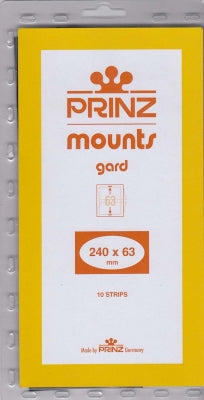 PRINZ
mounts
gard
63
240 x 63
mm
10 STRIPS
Made by PRINZ Germany